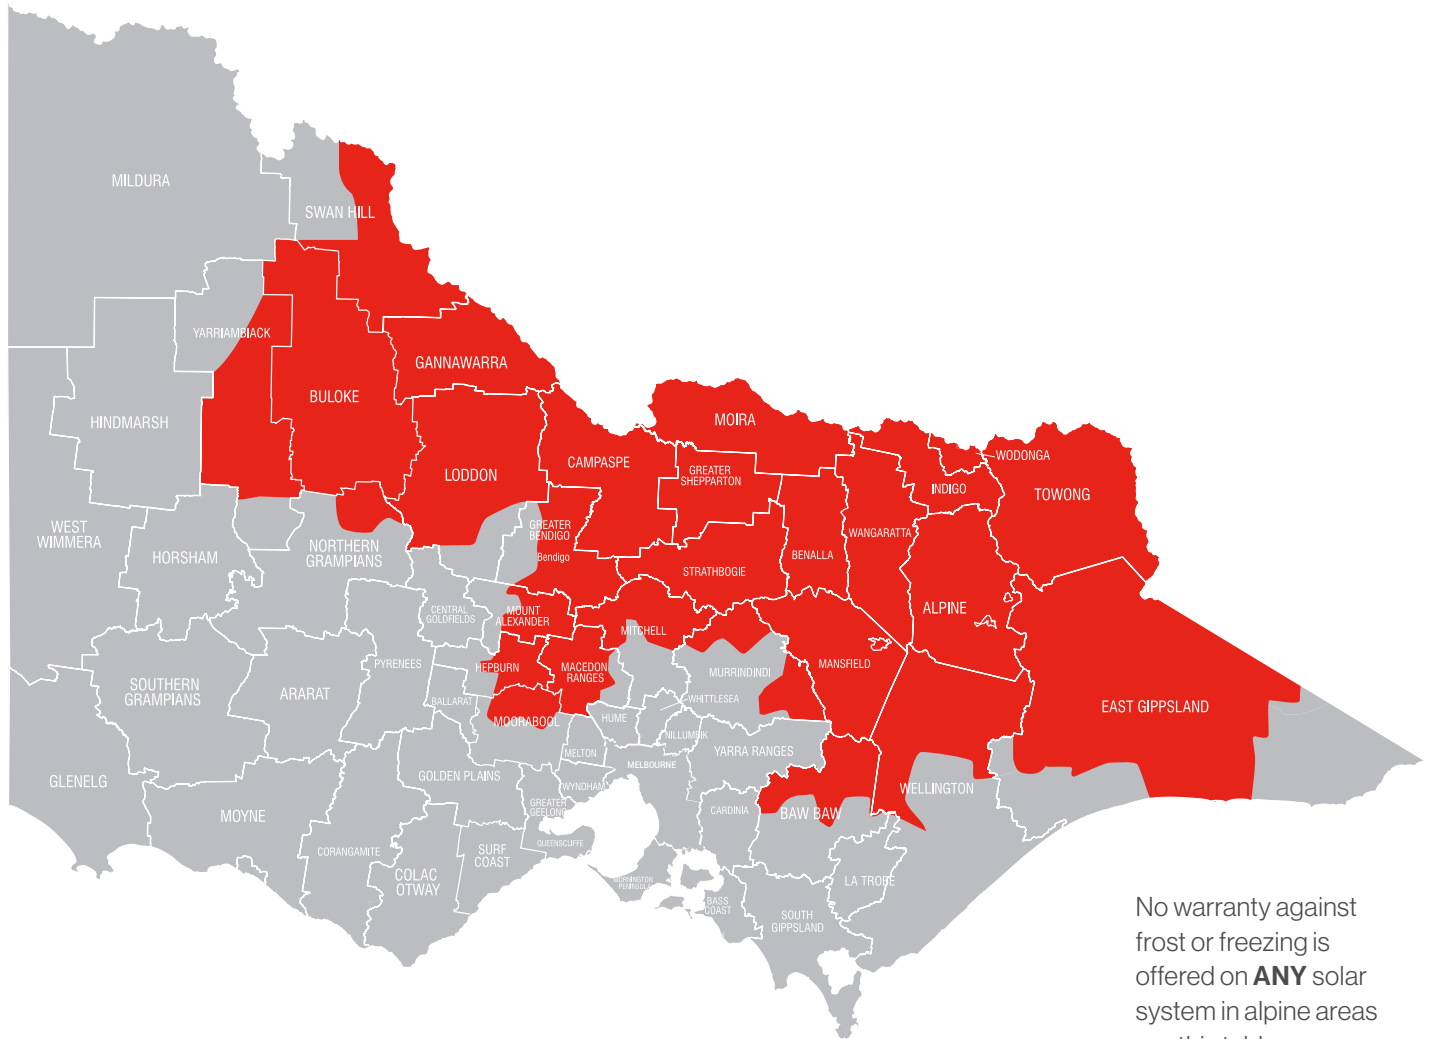 MILDURA
SWAN HILL
YARRIAMBIACK
GANNAWARRA
BULOKE
HINDMARSH
MOIRA
LODDON
CAMPASPE
GREATER
SHEPPARTON
WODONGA
INDIGO
TOWONG
WEST
WIMMERA
HORSHAM
NORTHERN
GRAMPIANS
GREATER
BENDIGO
Bendigo
STRATHBOGIE
BENALLA
WANGARATTA
ALPINE
CENTRAL
GOLDFIELDS
MOUNT
ALEXANDER
MITCHELL
PYRENEES
HEPBURN
MACEDON
RANGES
MURRINDINDI
MANSFIELD
SOUTHERN
GRAMPIANS
ARARAT
BALLARAT
MOORABOOL
HUME
WHITTLESEA
NILLUMBIK
YARRA RANGES
EAST GIPPSLAND
MELTON
MELBOURNE
GLENELG
MOYNE
GOLDEN PLAINS
WYNDHAM
GREATER
GEELONG
CARDINIA
BAW BAW
WELLINGTON
QUEENSCLIFFE
CORANGAMITE
COLAC
OTWAY
SURF
COAST
MORNINGTON
PENINSULA
BASS
COAST
SOUTH
GIPPSLAND
LA TROBE
No warranty against
frost or freezing is
offered on ANY solar
system in alpine areas